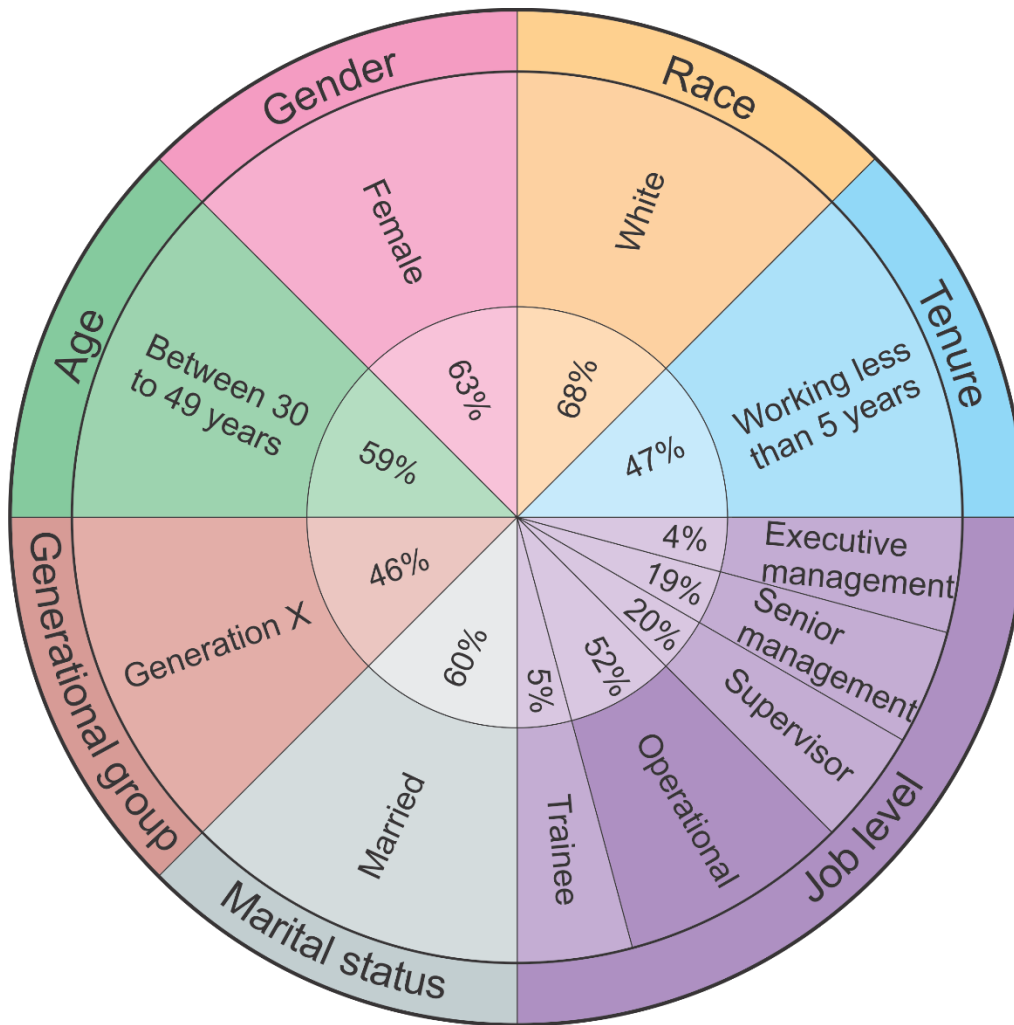 Gender
Female
63%
Race
White
68%
Tenure
Working less
than 5 years
47%
Job level
Executive
management
4%
Senior
management
19%
Supervisor
20%
Operational
52%
Trainee
5%
Marital status
Married
60%
Generational group
Generation X
46%
Age
Between 30
to 49 years
59%